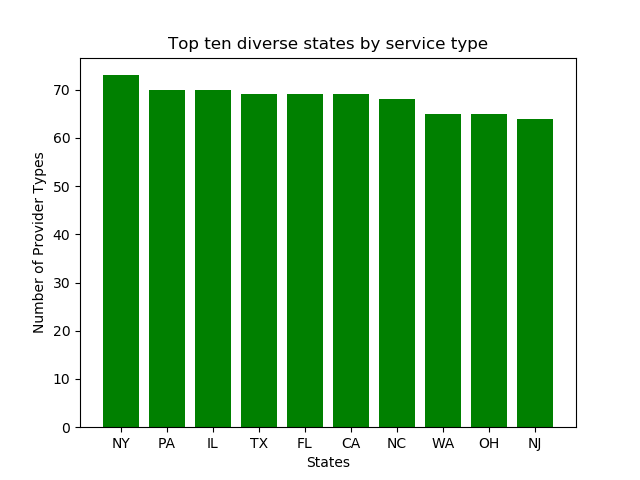 Top ten diverse states by service type
Number of Provider Types
70
60
50
40
30
20
10
0
NY PA IL TX FL CA NC WA OH NJ
States